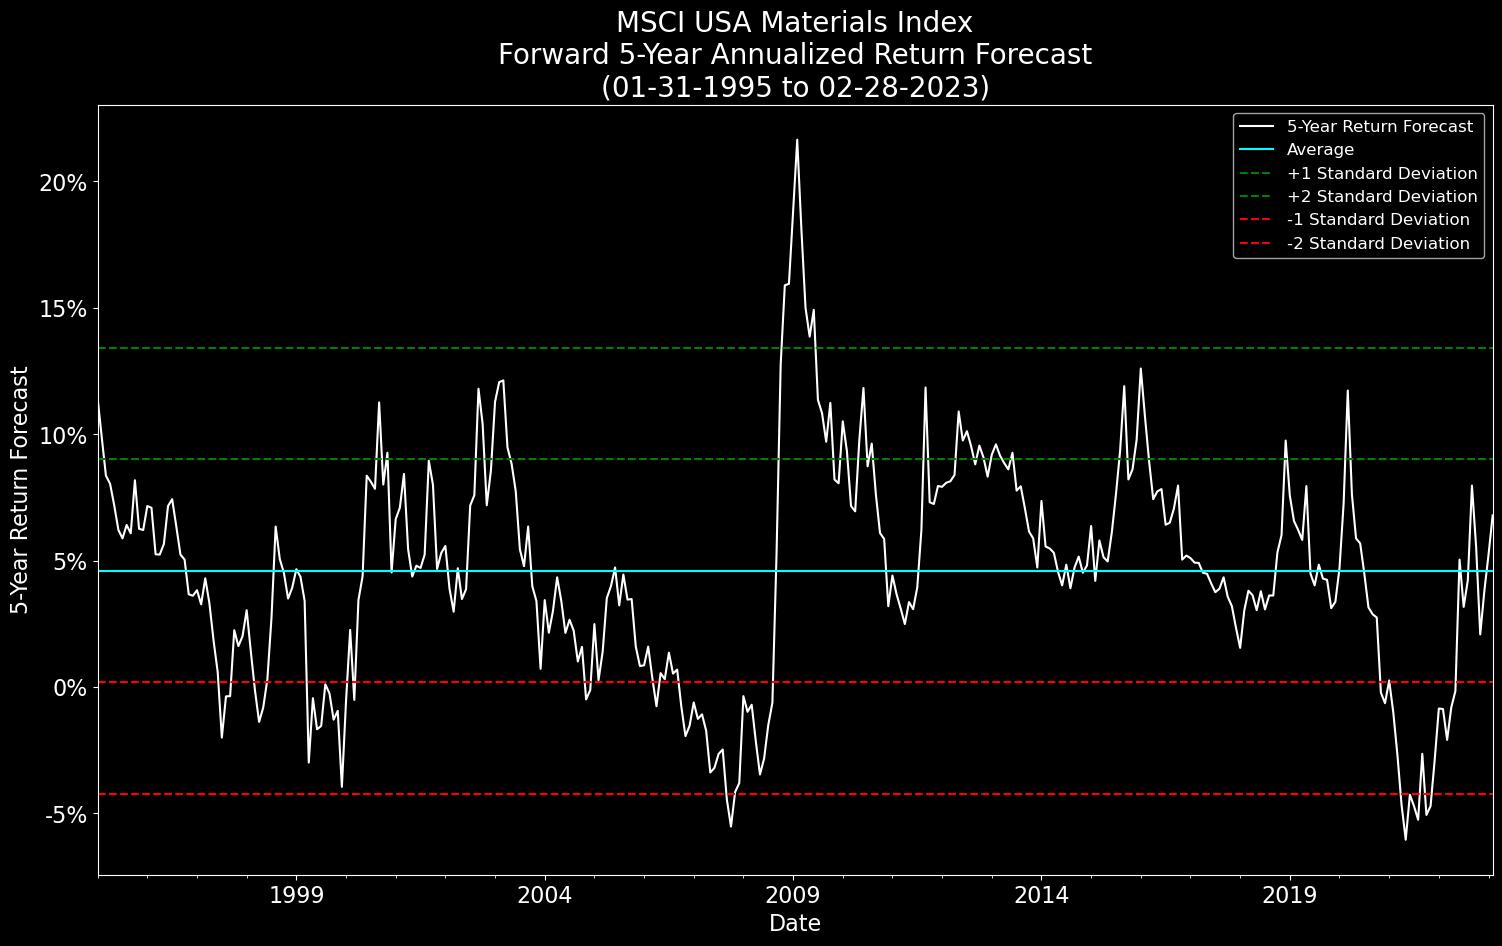 MSCI USA Materials Index
Forward 5-Year Annualized Return Forecast
(01-31-1995 to 02-28-2023)
5-Year Return Forecast
Average
+1 Standard Deviation
+2 Standard Deviation
-1 Standard Deviation
-2 Standard Deviation
20%
15%
10%
5%
0%
-5%
5-Year Return Forecast
1999
2004
2009
2014
2019
Date